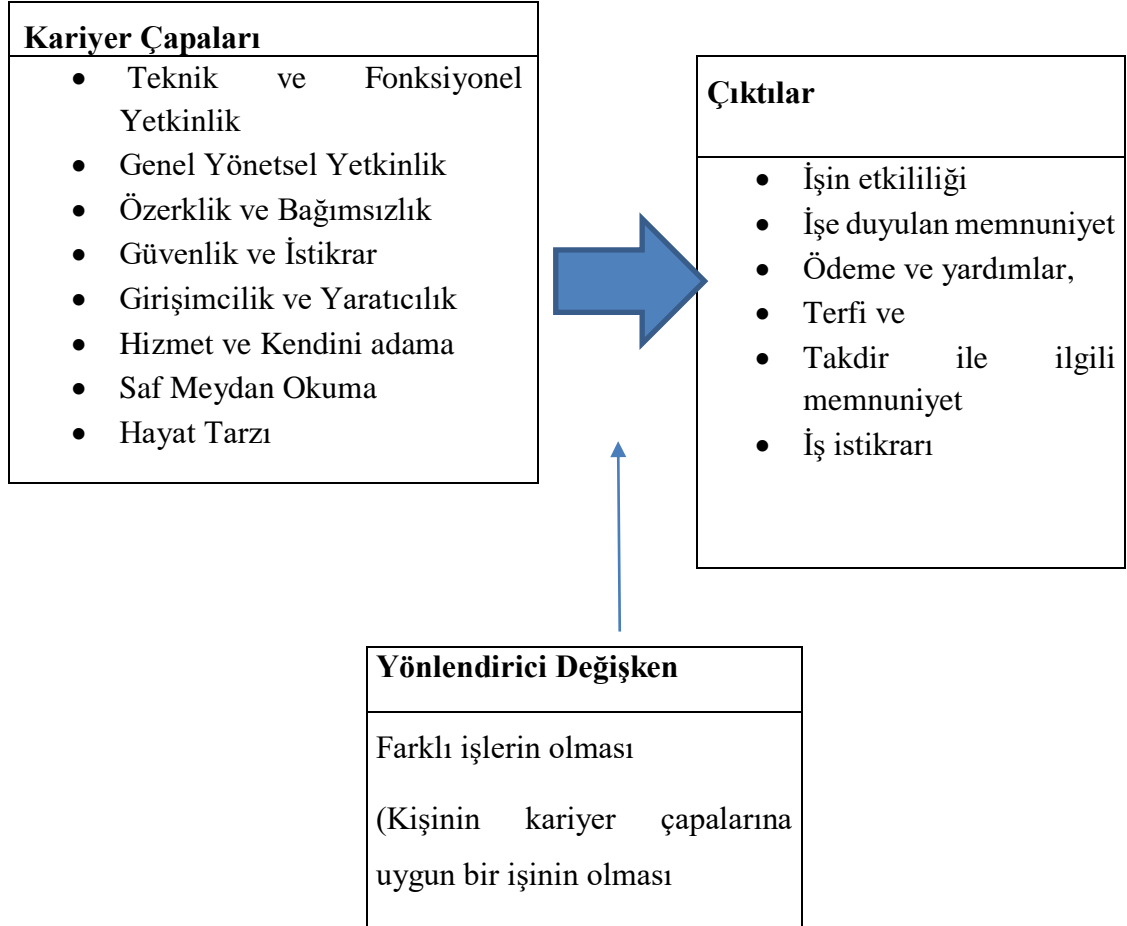 Kariyer Çapaları
• Teknik ve Fonksiyonel
Yetkinlik
• Genel Yönetsel Yetkinlik
• Özerklik ve Bağımsızlık
• Güvenlik ve İstikrar
• Girişimcilik ve Yaratıcılık
• Hizmet ve Kendini adama
• Saf Meydan Okuma
• Hayat Tarzı
Çıktılar
• İşin etkililiği
• İşe duyulan memnuniyet
• Ödeme ve yardımlar,
• Terfi ve
• Takdir ile ilgili
memnuniyet
• İş istikrarı
Yönlendirici Değişken
Farklı işlerin olması
(Kişinin kariyer çapalarına
uygun bir işinin olması